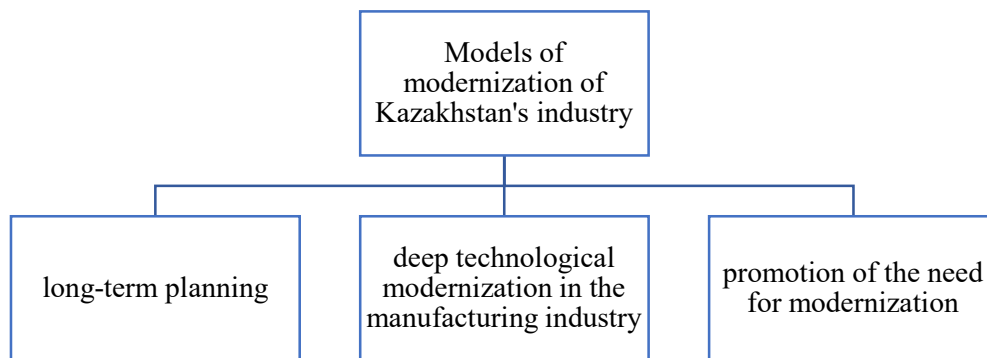 Models of
modernization of
Kazakhstan's industry
long-term planning
deep technological
modernization in the
manufacturing industry
promotion of the need
for modernization